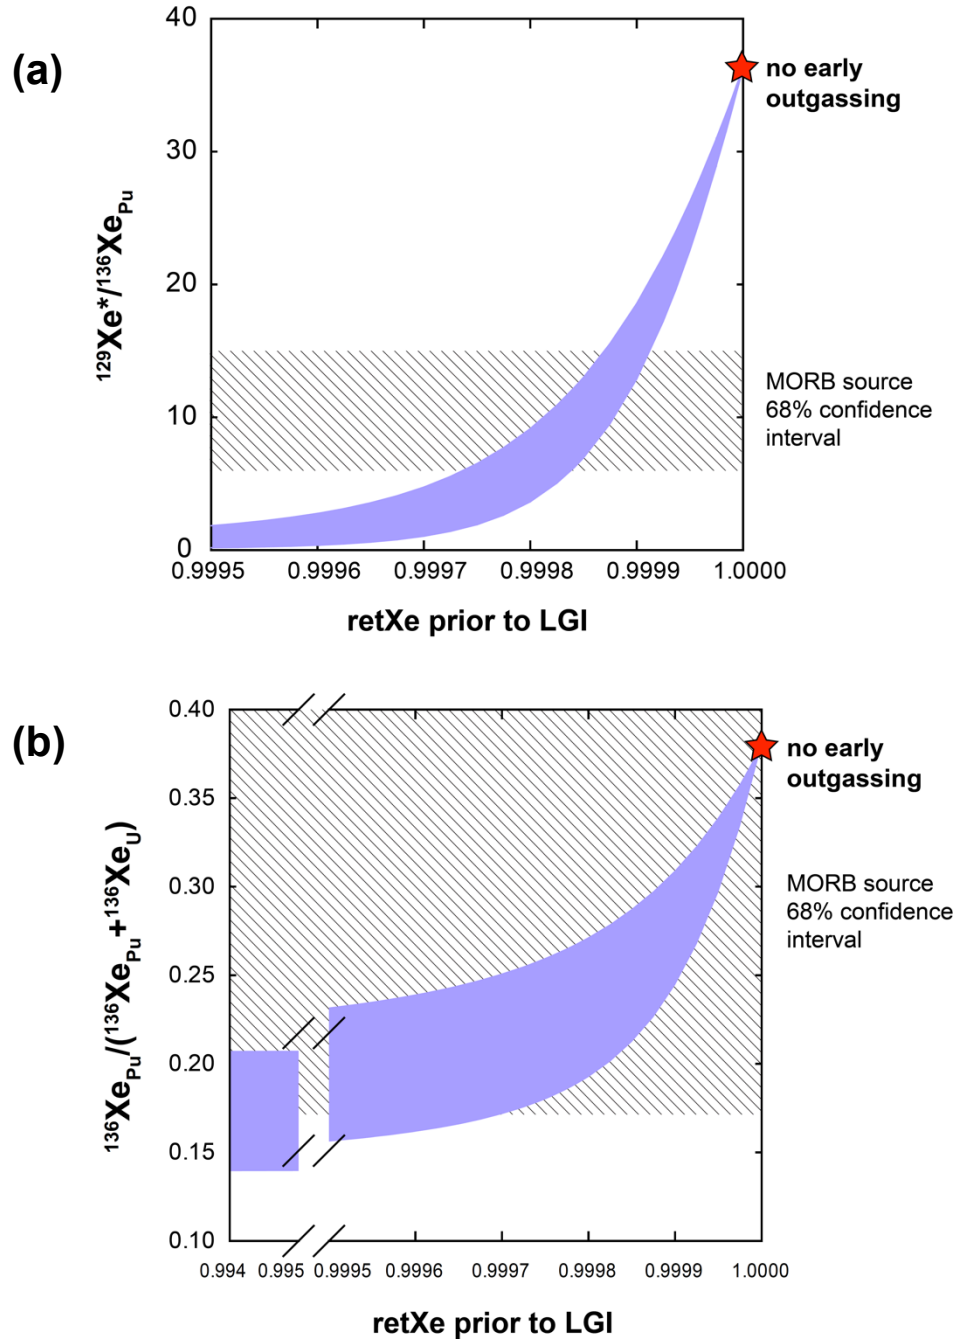 (a)
40
30
20
10
0
129Xe*/136XePu
no early
outgassing
MORB source
68% confidence
interval
0.9995 0.9996 0.9997 0.9998 0.9999 1.0000
retXe prior to LGI
(b)
0.40
0.35
0.30
0.25
0.20
0.15
0.10
136XePu/(136XePu+136XeU)
no early
outgassing
MORB source
68% confidence
interval
0.994 0.995 0.9995 0.9996 0.9997 0.9998 0.9999 1.0000
retXe prior to LGI